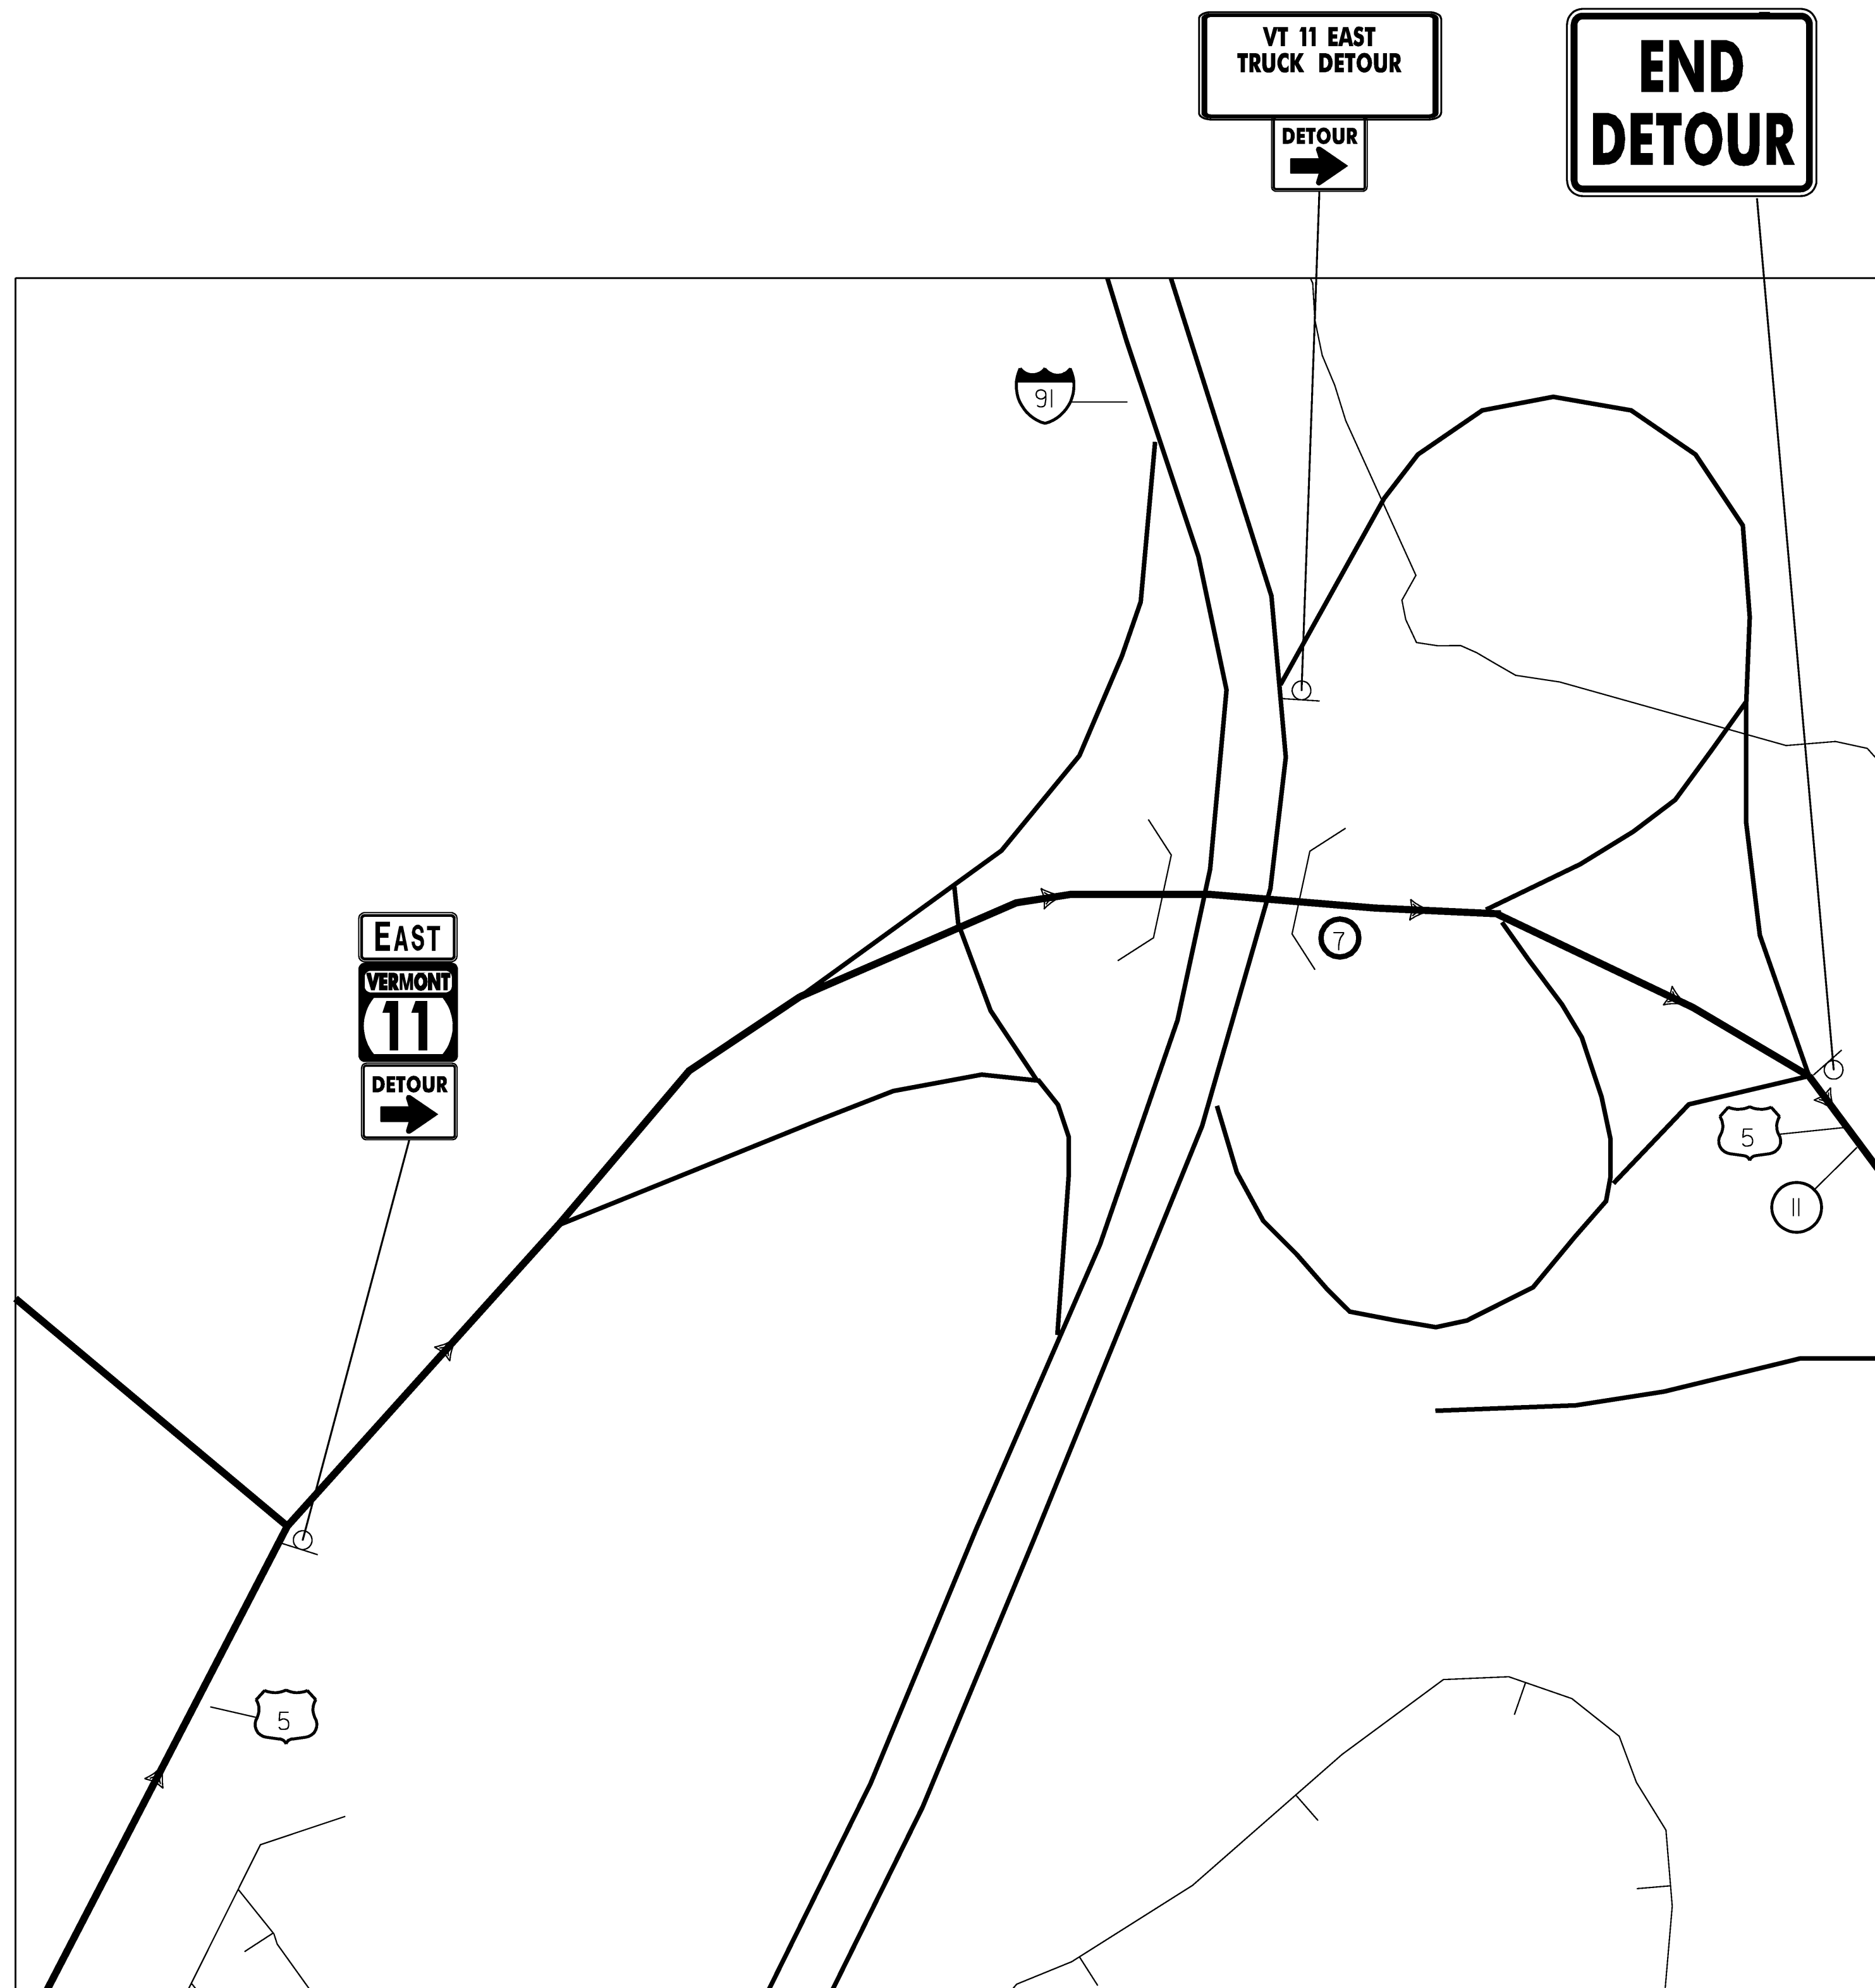 VT 11 EAST
TRUCK DETOUR
DETOUR
END
DETOUR
91
7
EAST
VERMONT
11
DETOUR
5
11
5